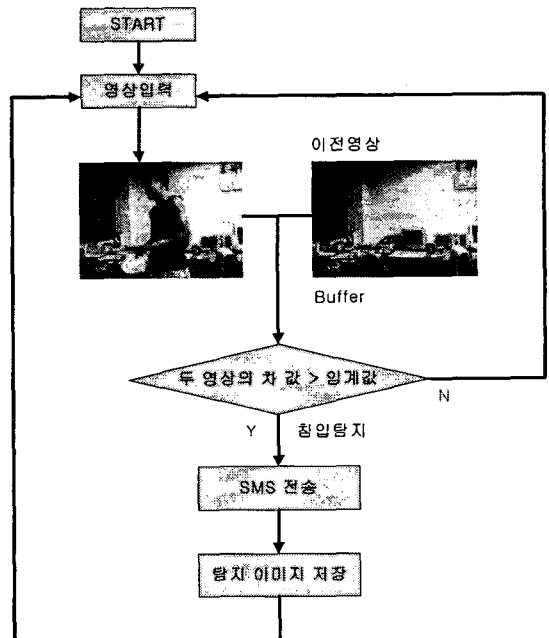 START
영상입력
이전영상
Buffer
두 영상의 차 값 > 임계값
N
Y 침입탐지
SMS 전송
탐지 이미지 저장